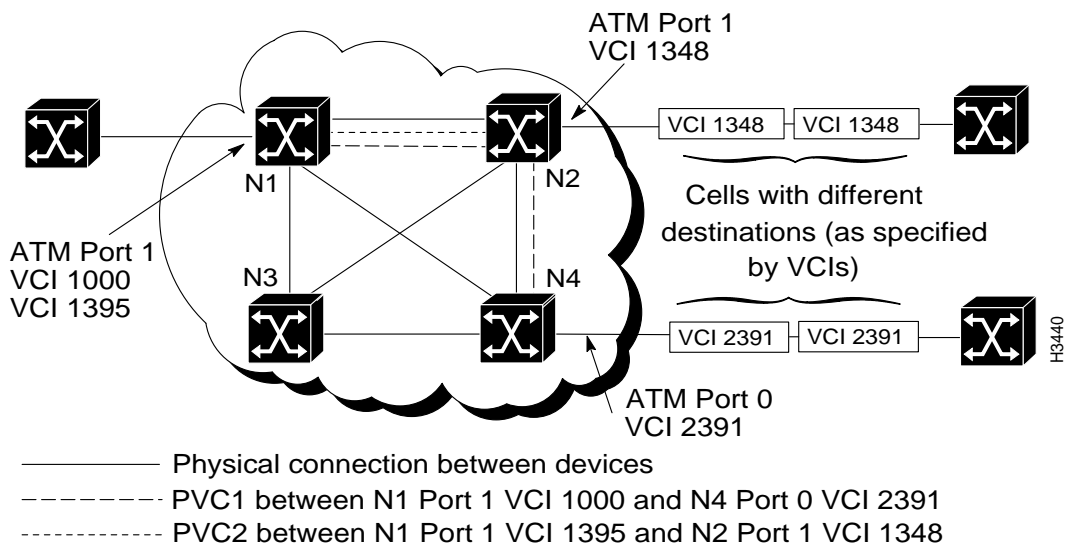 ATM Port 1
VCI 1348
VCI 1348
VCI 1348
N1
N2
Cells with different
destinations (as specified
by VCIs)
ATM Port 1
VCI 1000
VCI 1395
N3
N4
VCI 2391
VCI 2391
H3440
ATM Port 0
VCI 2391
Physical connection between devices
PVC1 between N1 Port 1 VCI 1000 and N4 Port 0 VCI 2391
PVC2 between N1 Port 1 VCI 1395 and N2 Port 1 VCI 1348